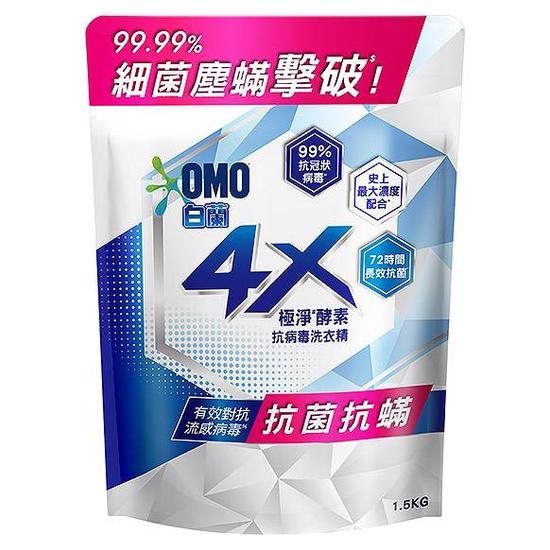 99.99%
細菌塵蟎擊破$!
99%
抗冠狀
病毒*
史上
最大濃度
配合^
OMO
白蘭
72時間
長效抗菌*
4X
極淨#酵素
抗病毒洗衣精
有效對抗
流感病毒%
抗菌抗蟎
1.5KG